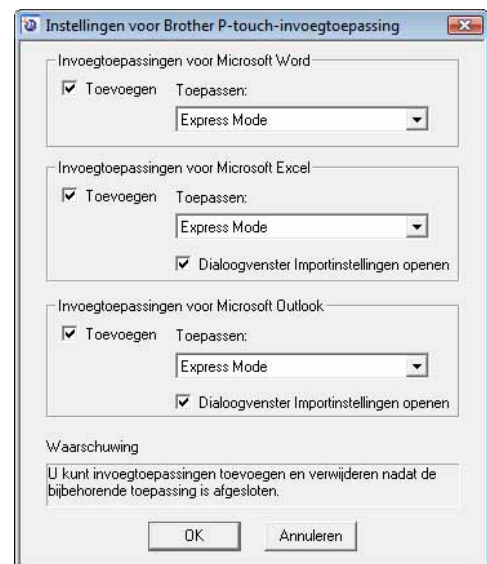 Instellingen voor Brother P-touch-invoegtoepassing
Invoegtoepassingen voor Microsoft Word
Toevoegen Toepassen:
Express Mode
Invoegtoepassingen voor Microsoft Excel
Toevoegen Toepassen:
Express Mode
Dialoogvenster Importinstellingen openen
Invoegtoepassingen voor Microsoft Outlook
Toevoegen Toepassen:
Express Mode
Dialoogvenster Importinstellingen openen
Waarschuwing
U kunt invoegtoepassingen toevoegen en verwijderen nadat de
bijbehorende toepassing is afgesloten.
OK Annuleren